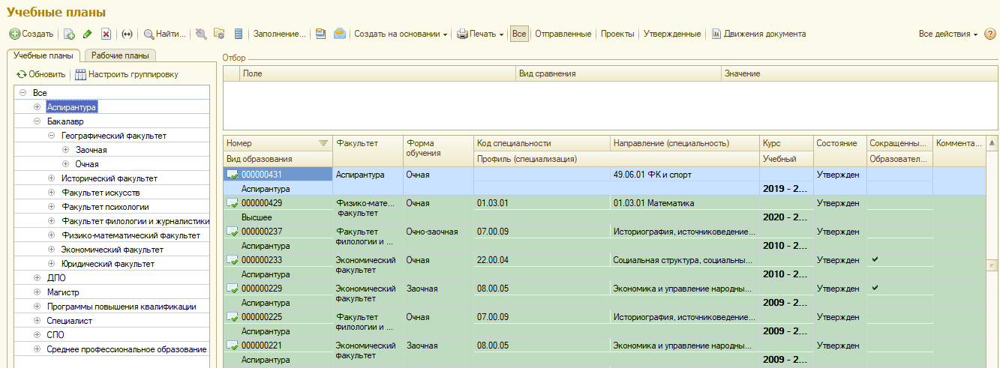 Учебные планы
Создать Найти... Заполнение... Создать на основании Печать Все Отправленные Проекты Утвержденные Движения документа Все действия
Учебные планы Рабочие планы
Обновить Настроить группировку
Все
Аспирантура
Бакалавр
Географический факультет
Заочная
Очная
Исторический факультет
Факультет искусств
Факультет психологии
Факультет филологии и журналистики
Физико-математический факультет
Экономический факультет
Юридический факультет
ДПО
Магистр
Программы повышения квалификации
Специалист
СПО
Среднее профессиональное образование
Отбор
Поле Вид сравнения Значение
Номер Факультет Форма обучения Код специальности Направление (специальность) Курс Состояние Сокращенны... Коммента...
Вид образования Профиль (специализация) Учебный Образовател...
000000431 Аспирантура Очная 49.06.01 ФК и спорт Утвержден
Аспирантура 2019 - 2...
000000429 Физико-мате... Очная 01.03.01 01.03.01 Математика Утвержден
Высшее факультет 2020 - 2...
000000237 Факультет Очно-заочная 07.00.09 Историография, источниковедение... Утвержден
Аспирантура филологии и ... 2010 - 2...
000000233 Экономический Очная 22.00.04 Социальная структура, социальны... Утвержден
Аспирантура факультет 2010 - 2...
000000229 Экономический Заочная 08.00.05 Экономика и управление народны... Утвержден
Аспирантура факультет 2009 - 2...
000000225 Факультет Очная 07.00.09 Историография, источниковедение... Утвержден
Аспирантура филологии и ... 2009 - 2...
000000221 Экономический Заочная 08.00.05 Экономика и управление народны... Утвержден
Аспирантура факультет 2009 - 2...